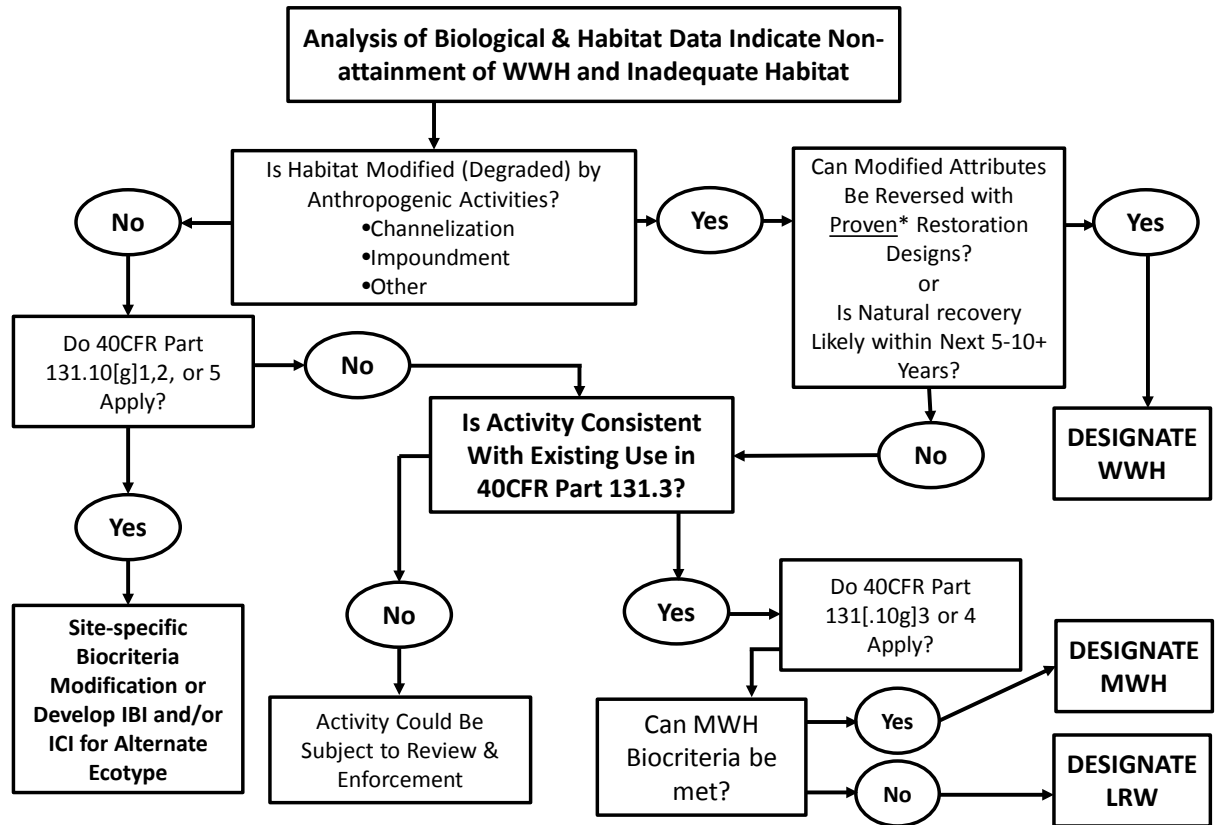 Analysis of Biological & Habitat Data Indicate Non-
attainment of WWH and Inadequate Habitat
Is Habitat Modified (Degraded) by
Anthropogenic Activities?
•Channelization
•Impoundment
•Other
No
Yes
Can Modified Attributes
Be Reversed with
Proven* Restoration
Designs?
or
Is Natural recovery
Likely within Next 5-10+
Years?
Yes
Do 40CFR Part
131.10[g]1,2, or 5
Apply?
No
Is Activity Consistent
With Existing Use in
40CFR Part 131.3?
No
DESIGNATE
WWH
Yes
Site-specific
Biocriteria
Modification or
Develop IBI and/or
ICI for Alternate
Ecotype
No
Activity Could Be
Subject to Review &
Enforcement
Yes
Do 40CFR Part
131[.10g]3 or 4
Apply?
Can MWH
Biocriteria be
met?
Yes
DESIGNATE
MWH
No
DESIGNATE
LRW